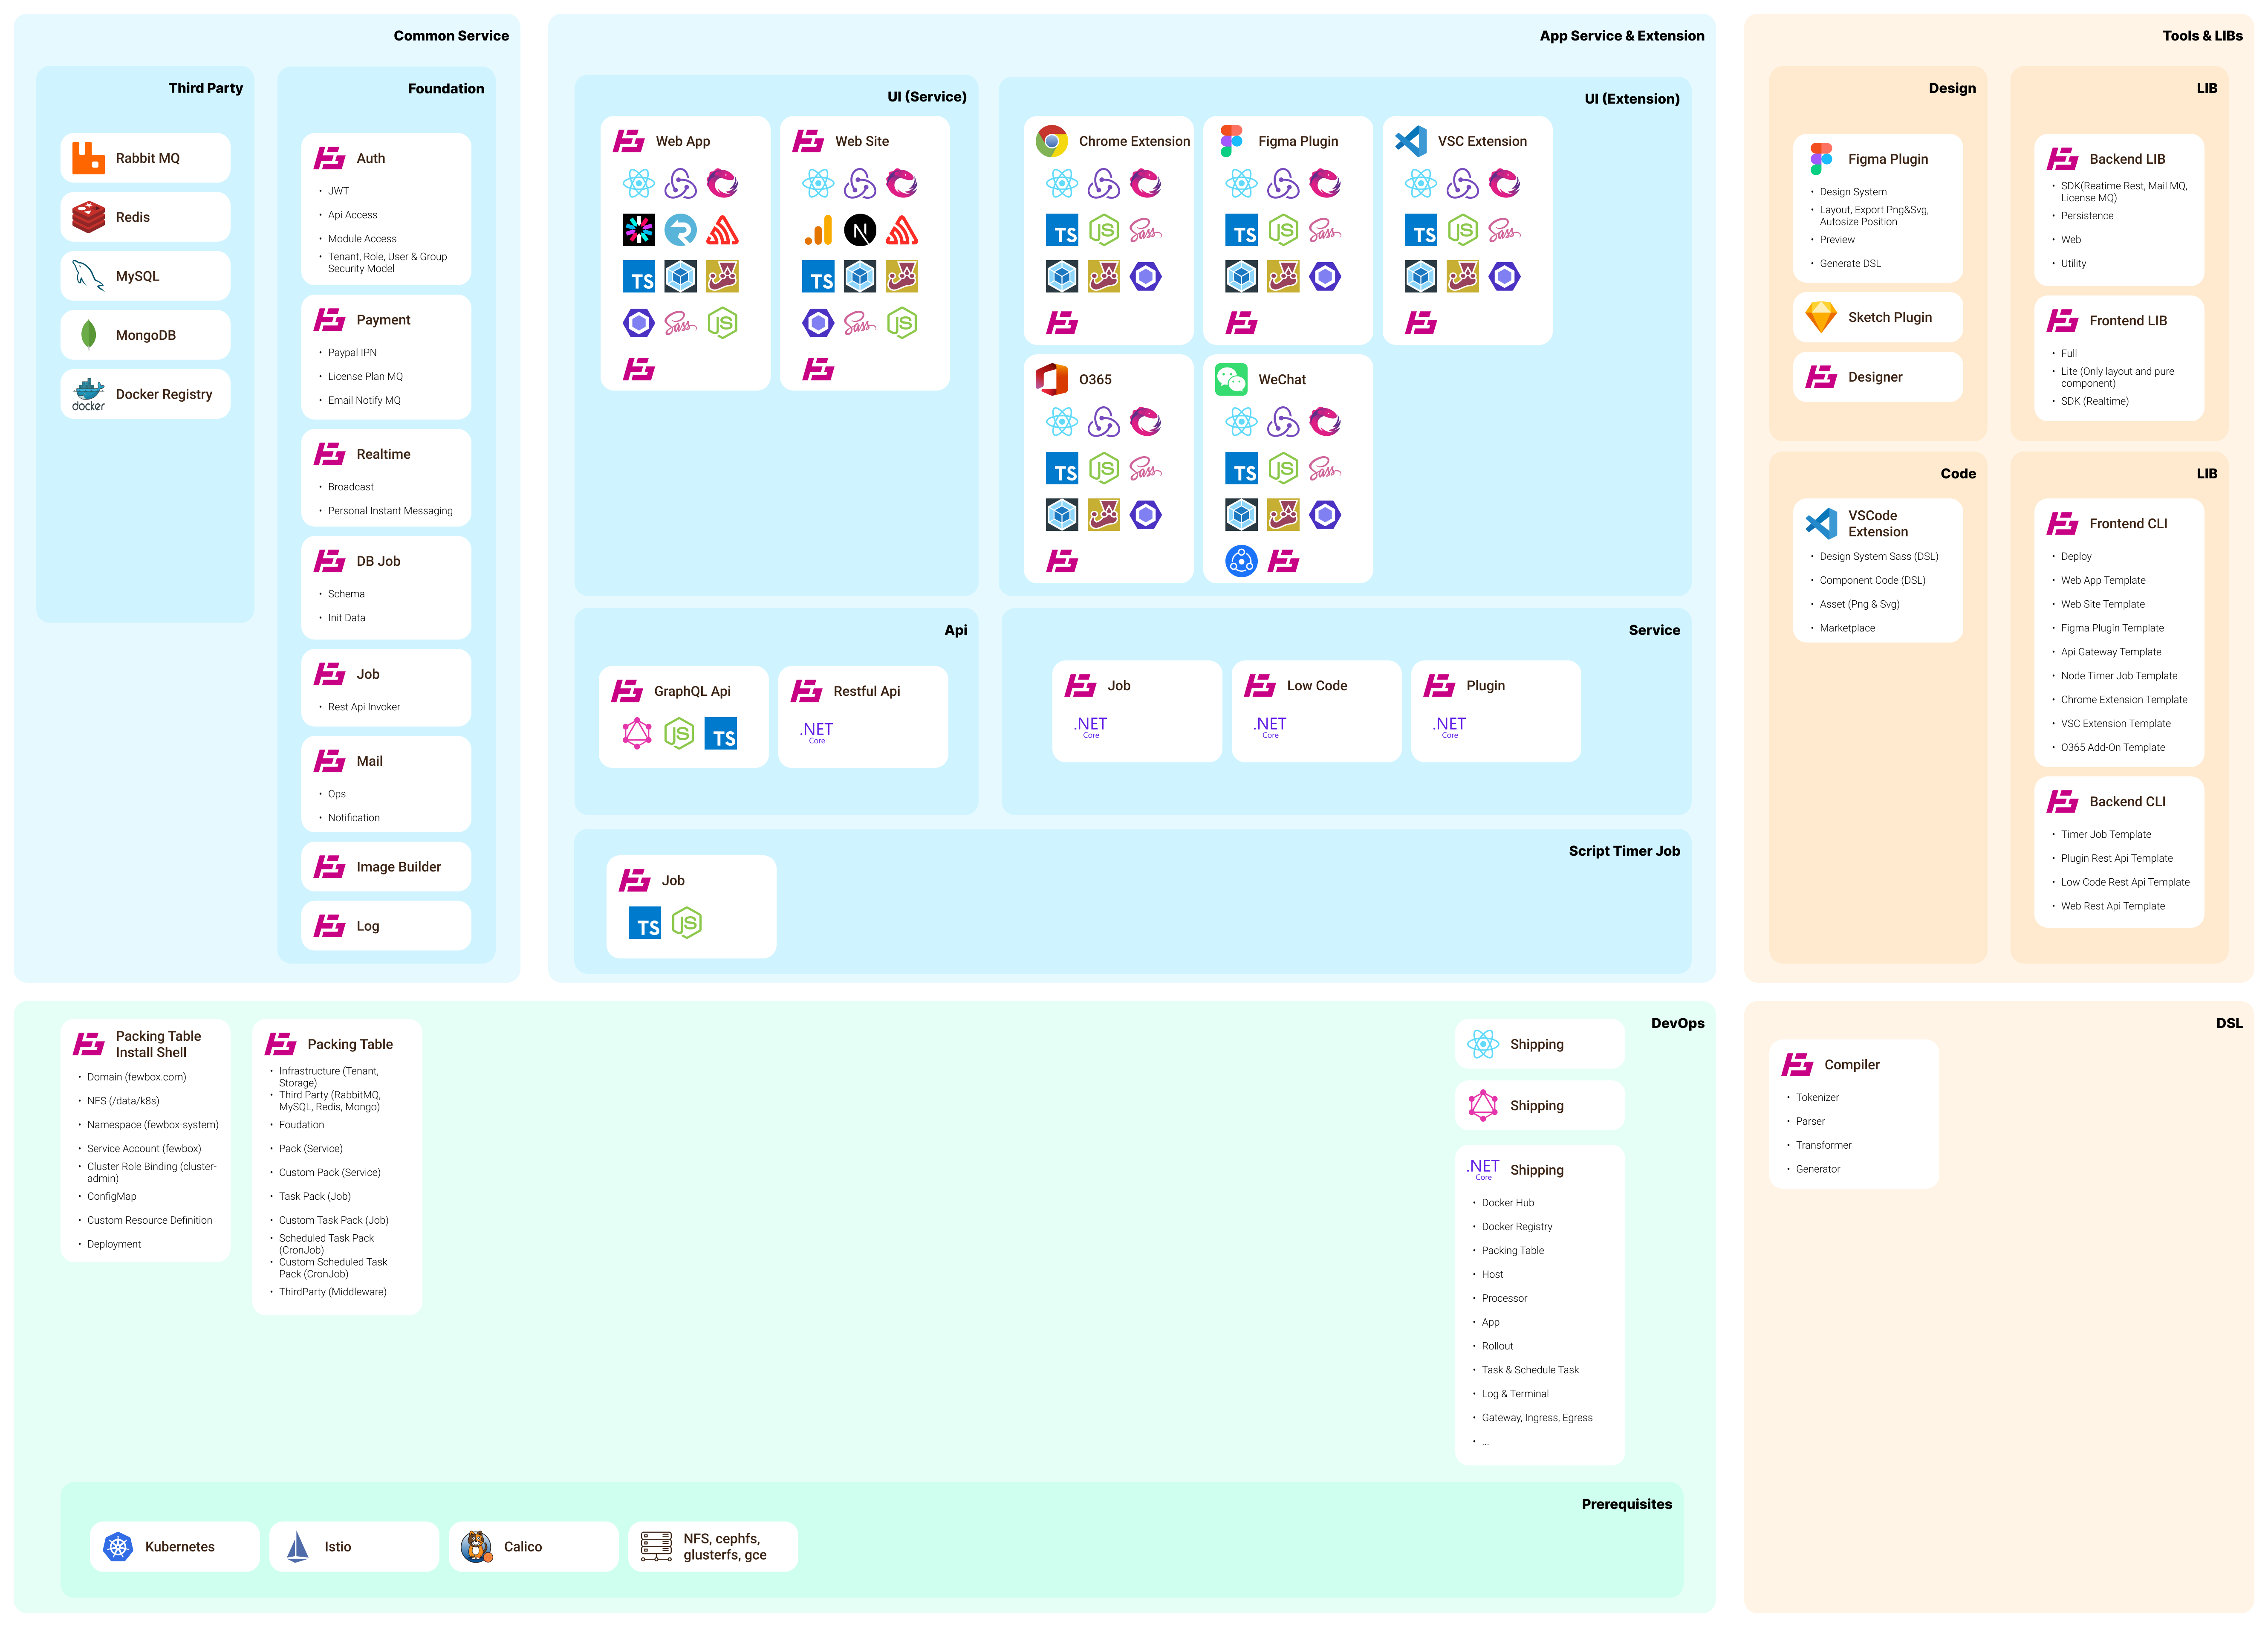 Common Service
Third Party
Rabbit MQ
Redis
MySQL
MongoDB
docker
Docker Registry
Foundation
Auth
• JWT
• Api Access
• Module Access
• Tenant, Role, User & Group
Security Model
Payment
• Paypal IPN
• License Plan MQ
• Email Notify MQ
Realtime
• Broadcast
• Personal Instant Messaging
DB Job
• Schema
• Init Data
Job
• Rest Api Invoker
Mail
• Ops
• Notification
Image Builder
Log
App Service & Extension
UI (Service)
Web App
TS
Sass
JS
Web Site
N
TS
Sass
JS
UI (Extension)
Chrome Extension
TS
JS
Sass
Figma Plugin
TS
JS
Sass
VSC Extension
TS
JS
Sass
O365
TS
JS
Sass
WeChat
TS
JS
Sass
Api
GraphQL Api
JS
TS
Restful Api
.NET
Core
Service
Job
.NET
Core
Low Code
.NET
Core
Plugin
.NET
Core
Script Timer Job
Job
TS
JS
Tools & LIBs
Design
Figma Plugin
• Design System
• Layout, Export Png&Svg,
Autosize Position
• Preview
• Generate DSL
Sketch Plugin
Designer
LIB
Backend LIB
• SDK(Reatime Rest, Mail MQ,
License MQ)
• Persistence
• Web
• Utility
Frontend LIB
• Full
• Lite (Only layout and pure
component)
• SDK (Realtime)
Code
VSCode
Extension
• Design System Sass (DSL)
• Component Code (DSL)
• Asset (Png & Svg)
• Marketplace
LIB
Frontend CLI
• Deploy
• Web App Template
• Web Site Template
• Figma Plugin Template
• Api Gateway Template
• Node Timer Job Template
• Chrome Extension Template
• VSC Extension Template
• O365 Add-On Template
Backend CLI
• Timer Job Template
• Plugin Rest Api Template
• Low Code Rest Api Template
• Web Rest Api Template
DevOps
Packing Table
Install Shell
• Domain (fewbox.com)
• NFS (/data/k8s)
• Namespace (fewbox-system)
• Service Account (fewbox)
• Cluster Role Binding (cluster-
admin)
• ConfigMap
• Custom Resource Definition
• Deployment
Packing Table
• Infrastructure (Tenant,
Storage)
• Third Party (RabbitMQ,
MySQL, Redis, Mongo)
• Foudation
• Pack (Service)
• Custom Pack (Service)
• Task Pack (Job)
• Custom Task Pack (Job)
• Scheduled Task Pack
(CronJob)
• Custom Scheduled Task
Pack (CronJob)
• ThirdParty (Middleware)
Shipping
Shipping
.NET
Core
Shipping
• Docker Hub
• Docker Registry
• Packing Table
• Host
• Processor
• App
• Rollout
• Task & Schedule Task
• Log & Terminal
• Gateway, Ingress, Egress
• ...
Prerequisites
Kubernetes
Istio
Calico
NFS, cephfs,
glusterfs, gce
DSL
Compiler
• Tokenizer
• Parser
• Transformer
• Generator